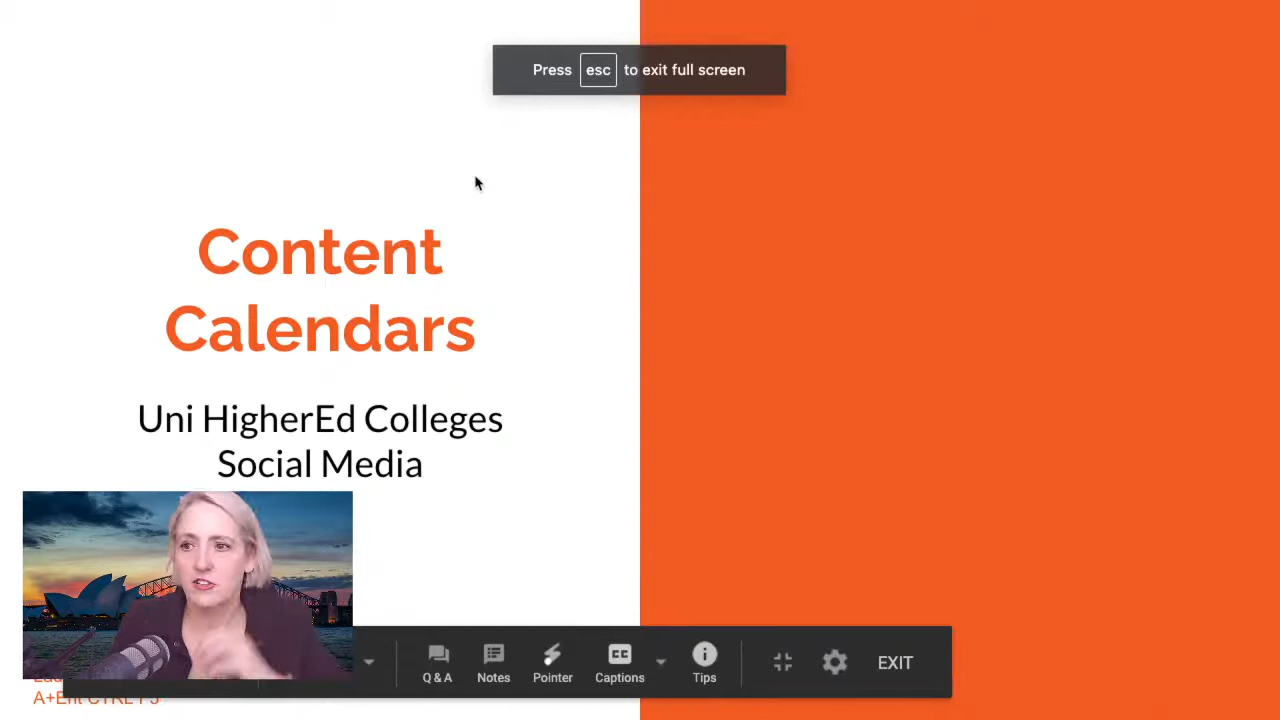 Press esc to exit full screen
Content
Calendars
Uni HigherEd Colleges
Social Media
Q & A
Notes
Pointer
Captions
Tips
EXIT